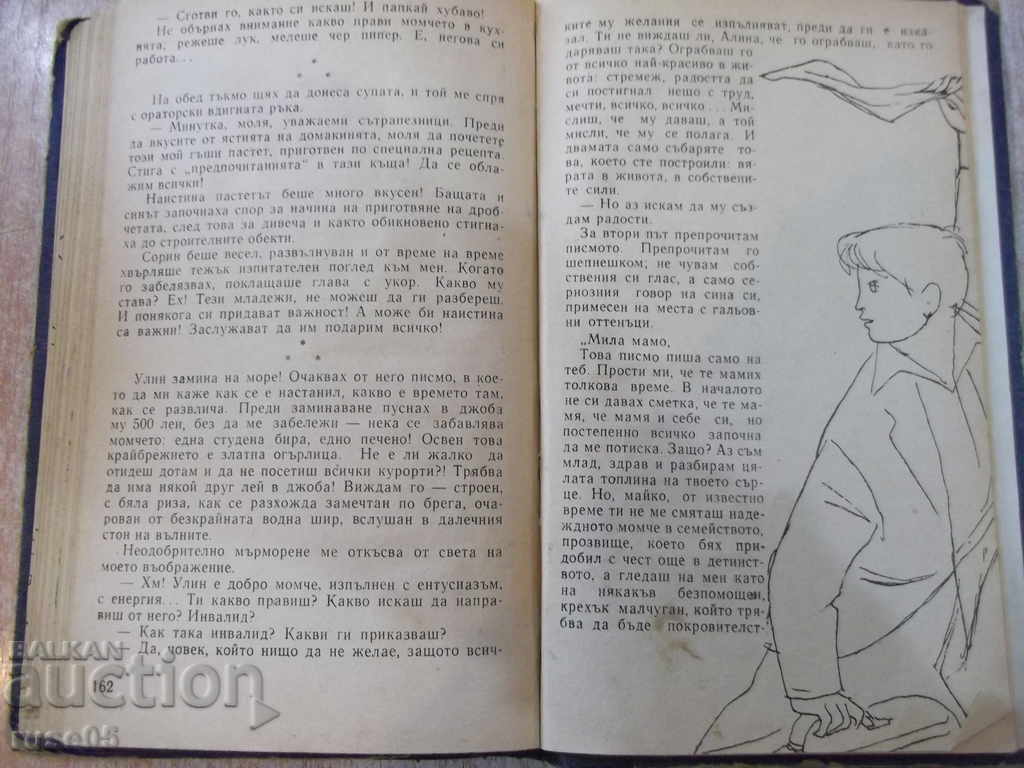 — Сготви го, както си искаш! И папкай хубаво!
Не обърнах внимание какво прави момчето в кух-
нята, режеше лук, мелеше чер пипер. Е, негова си
работа...
* * *
На обед тъкмо щях да донеса супата, и той ме спря
с ораторски вдигната ръка.
— Минутка, моля, уважаеми сътрапезници. Преди
да вкусите от ястията на домакинята, моля да почетете
този мой гъши пастет, приготвен по специална рецепта.
Стига с „предпочитанията" в тази къща! Да се обла-
жим всички!
Наистина пастетът беше много вкусен! Бащата и
синът започнаха спор за начина на приготвяне на дроб-
четата, след това за дивеча и както обикновено стигна-
ха до строителните обекти.
Сорин беше весел, развълнуван и от време на време
хвърляше тежък изпитателен поглед към мен. Когато
го забелязвах, поклащаше глава с укор. Какво му
става? Ех! Тези младежи, не можеш да ги разбереш.
И понякога си придават важност! А може би наистина
са важни! Заслужават да им подарим всичко!
* * *
Улин замина на море! Очаквах от него писмо, в кое-
то да ми каже как се е настанил, какво е времето там,
как се развлича. Преди заминаване пуснах в джоба
му 500 леи, без да ме забележи — нека се забавлява
момчето: една студена бира, едно печено! Освен това
крайбрежието е златна огърлица. Не е ли жалко да
отидеш дотам и да не посетиш всички курорти?! Трябва
да има някой друг лей в джоба! Виждам го — строен,
с бяла риза, как се разхожда замечтан по брега, оча-
рован от безкрайната водна шир, вслушан в далечния
стон на вълните.
Неодобрително мърморене ме откъсва от света на
моето въображение.
— Хм! Улин е добро момче, изпълнен с ентусиазъм,
с енергия... Ти какво правиш? Какво искаш да напра-
виш от него? Инвалид?
— Как така инвалид? Какви ги приказваш?
— Да, човек, който нищо да не желае, защото всич-
162
ките му желания се изпълняват, преди да ги е изка-
зал. Ти не виждаш ли, Алина, че го ограбваш, като го
даряваш така? Ограбваш го
от всичко най-красиво в жи-
вота: стремеж, радостта да
си постигнал нещо с труд,
мечти, всичко, всичко... Ми-
слиш, че му даваш, а той
мисли, че му се полага. И
двамата само събаряте то-
ва, което сте построили: вя-
рата в живота, в собствени-
те сили.
— Но аз искам да му съз-
дам радости.
За втори път препрочитам
писмото. Препрочитам го
шепнешком; не чувам соб-
ствения си глас, а само се-
риозния говор на сина си,
примесен на места с гальов-
ни оттенъци.
„Мила мамо,
Това писмо пиша само на
теб. Прости ми, че те мамих
толкова време. В началото
не си давах сметка, че те ма-
мя, че мамя и себе си, но
постепенно всичко започна
да ме потиска. Защо? Аз съм
млад, здрав и разбирам ця-
лата топлина на твоето сър-
це. Но, майко, от известно
време ти не ме смяташ наде-
ждното момче в семейството,
прозвище, което бях при-
добил с чест още в детинст-
вото, а гледаш на мен като
на някакъв безпомощен,
крехък малчуган, който тря-
бва да бъде покровителст-
BALKAN
auction
ruse05